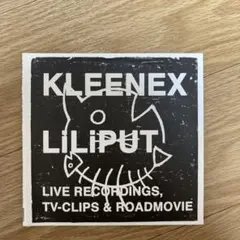 KLEENEX
LiLiPUT
LIVE RECORDINGS,
TV-CLIPS & ROADMOVIE